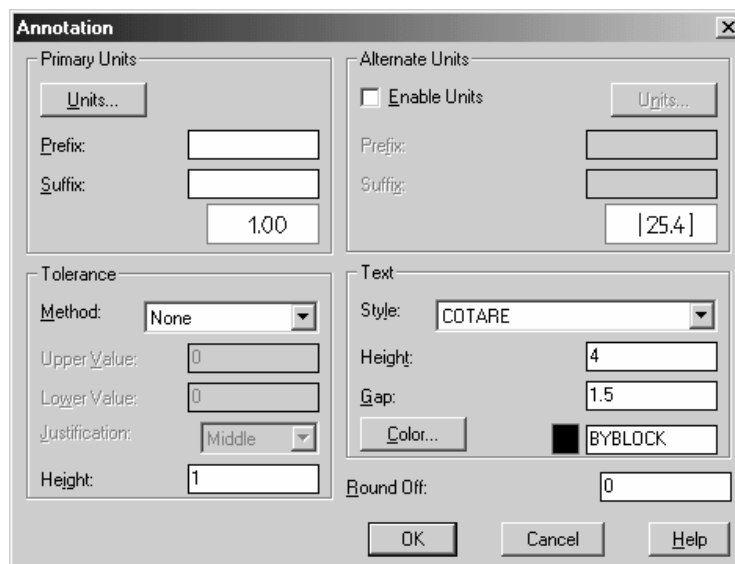 Annotation
Primary Units
Units...
Prefix:
Suffix:
1.00
Alternate Units
Enable Units
Units...
Prefix:
Suffix:
[25.4]
Tolerance
Method: None
Upper Value: 0
Lower Value: 0
Justification: Middle
Height: 1
Text
Style: COTARE
Height: 4
Gap: 1.5
Color... BYBLOCK
Round Off: 0
OK Cancel Help